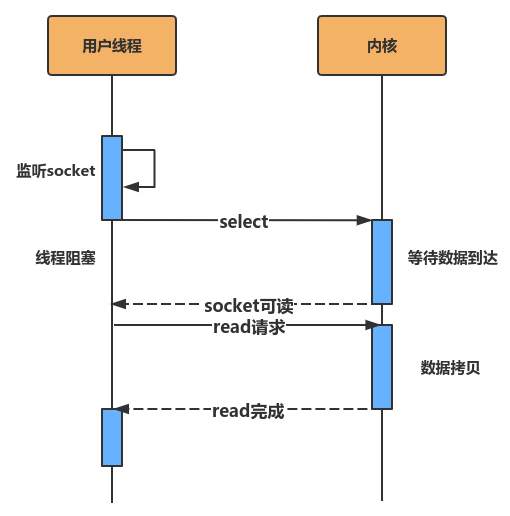 用户线程
内核
监听socket
select
线程阻塞
等待数据到达
socket可读
read请求
数据拷贝
read完成